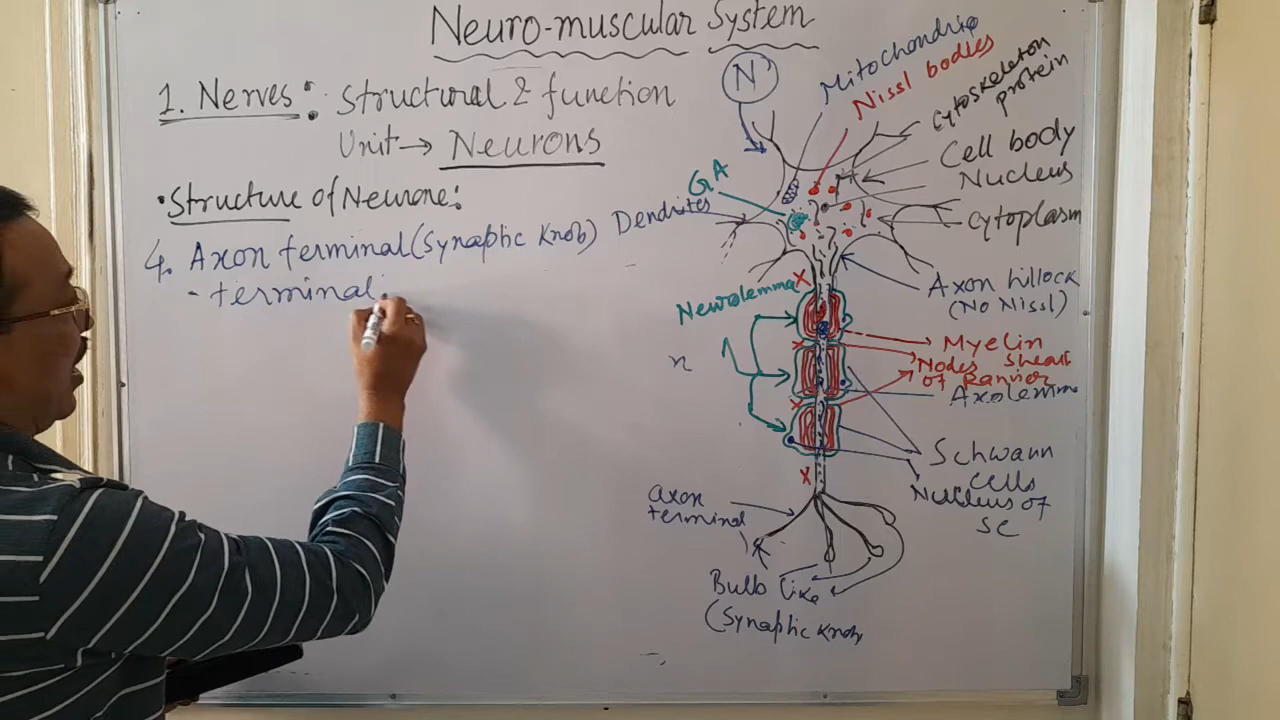 Neuro-muscular System
1. Nerves: Structural & function
Unit → Neurons
• Structure of Neurone:
4. Axon terminal (Synaptic Knob)
- terminal
N
Mitochondria
Nissl bodies
Cytoskeleton
protein
Cell body
Nucleus
GA
Dendrites
Cytoplasm
Axon hillock
(No Nissl)
Neurolemma
Myelin
Sheath
Nodes
of Ranvior
Axolemma
n
Schwann
Cells
Nucleus of
SC
axon
terminal
Bulb like
(Synaptic Knob